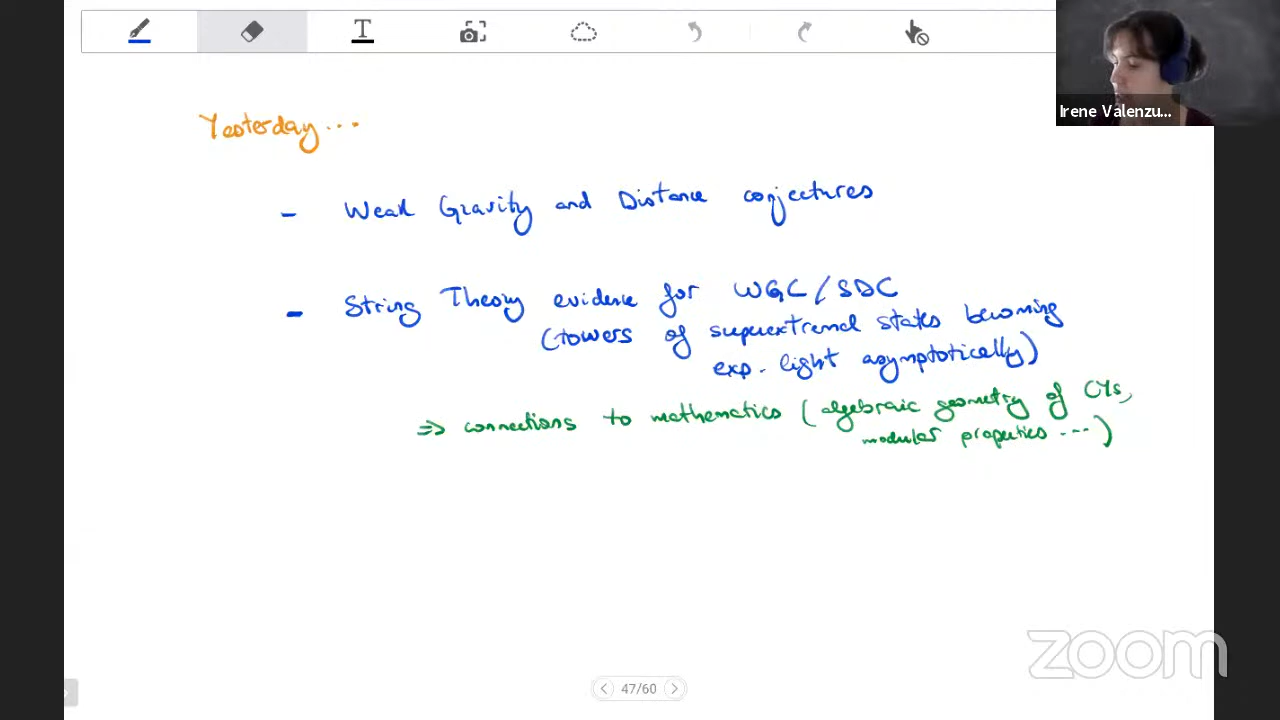 T
Irene Valenzu...
Yesterday...
- Weak Gravity and Distance conjectures
- String Theory evidence for WGC/SDC
(towers of superextremal states becoming
exp. light asymptotically)
⇒ connections to mathematics (algebraic geometry of CYs,
modular properties ...)
zoom
47/60